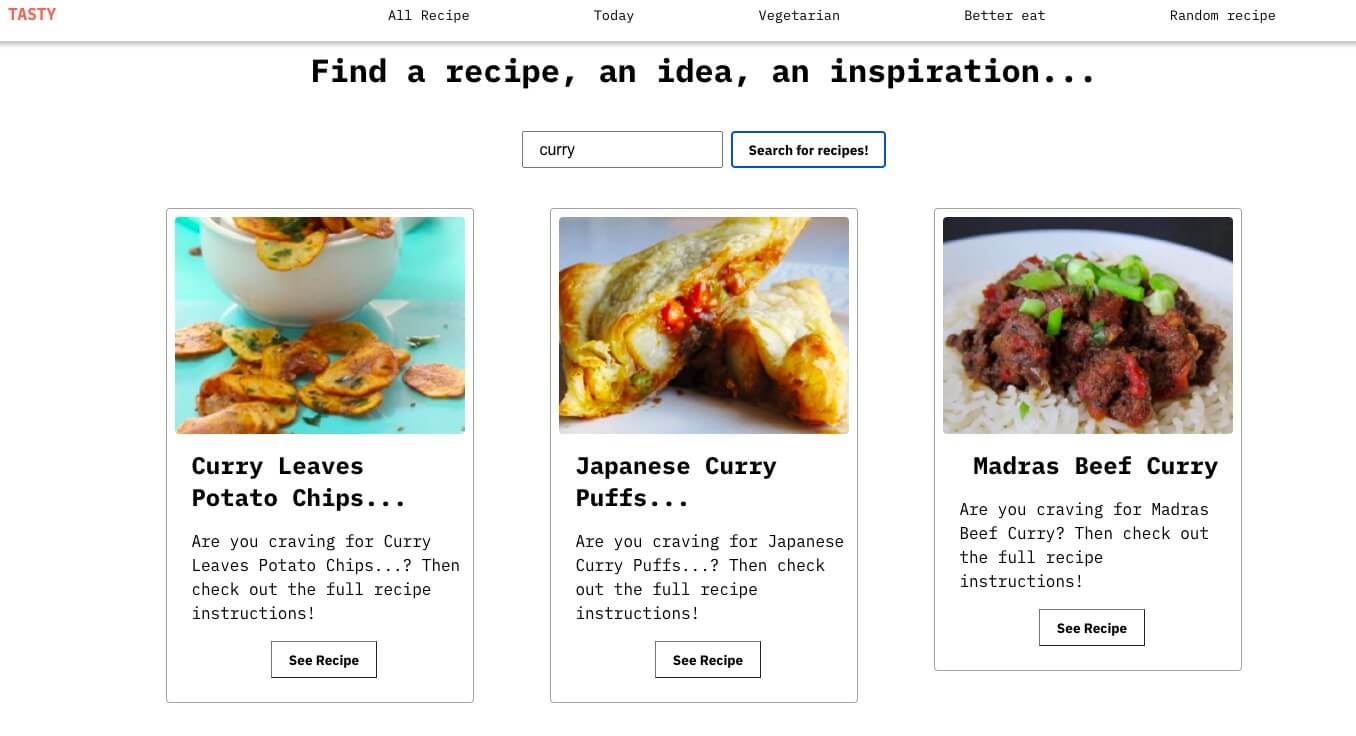 TASTY
All Recipe
Today
Vegetarian
Better eat
Random recipe
Find a recipe, an idea, an inspiration...
curry
Search for recipes!
Curry Leaves
Potato Chips...
Are you craving for Curry
Leaves Potato Chips...? Then
check out the full recipe
instructions!
See Recipe
Japanese Curry
Puffs...
Are you craving for Japanese
Curry Puffs...? Then check
out the full recipe
instructions!
See Recipe
Madras Beef Curry
Are you craving for Madras
Beef Curry? Then check out
the full recipe
instructions!
See Recipe